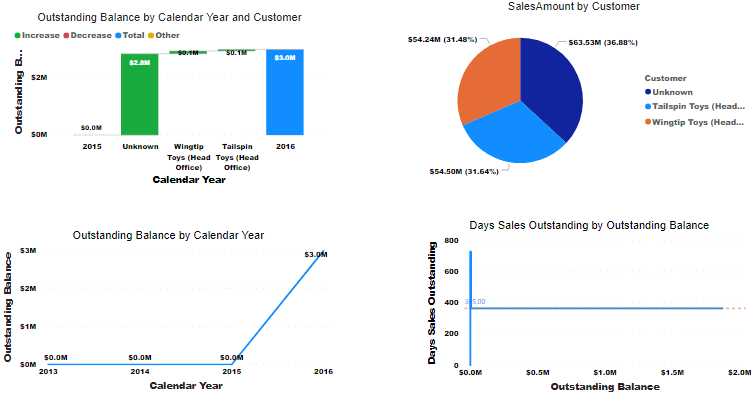 Outstanding Balance by Calendar Year and Customer
Increase Decrease Total Other
Outstanding B...
$2M
$0M
$0.0M
$2.8M
$0.1M
$0.1M
$3.0M
2015
Unknown
Wingtip
Toys (Head
Office)
Tailspin
Toys (Head
Office)
2016
Calendar Year
SalesAmount by Customer
$54.24M (31.48%)
$63.53M (36.88%)
$54.50M (31.64%)
Customer
Unknown
Tailspin Toys (Head...
Wingtip Toys (Head...
Outstanding Balance by Calendar Year
Outstanding Balance
$3M
$2M
$1M
$0M
$0.0M
$0.0M
$0.0M
$3.0M
2013
2014
2015
2016
Calendar Year
Days Sales Outstanding by Outstanding Balance
Days Sales Outstanding
800
600
400
200
0
365.00
$0.0M
$0.5M
$1.0M
$1.5M
$2.0M
Outstanding Balance